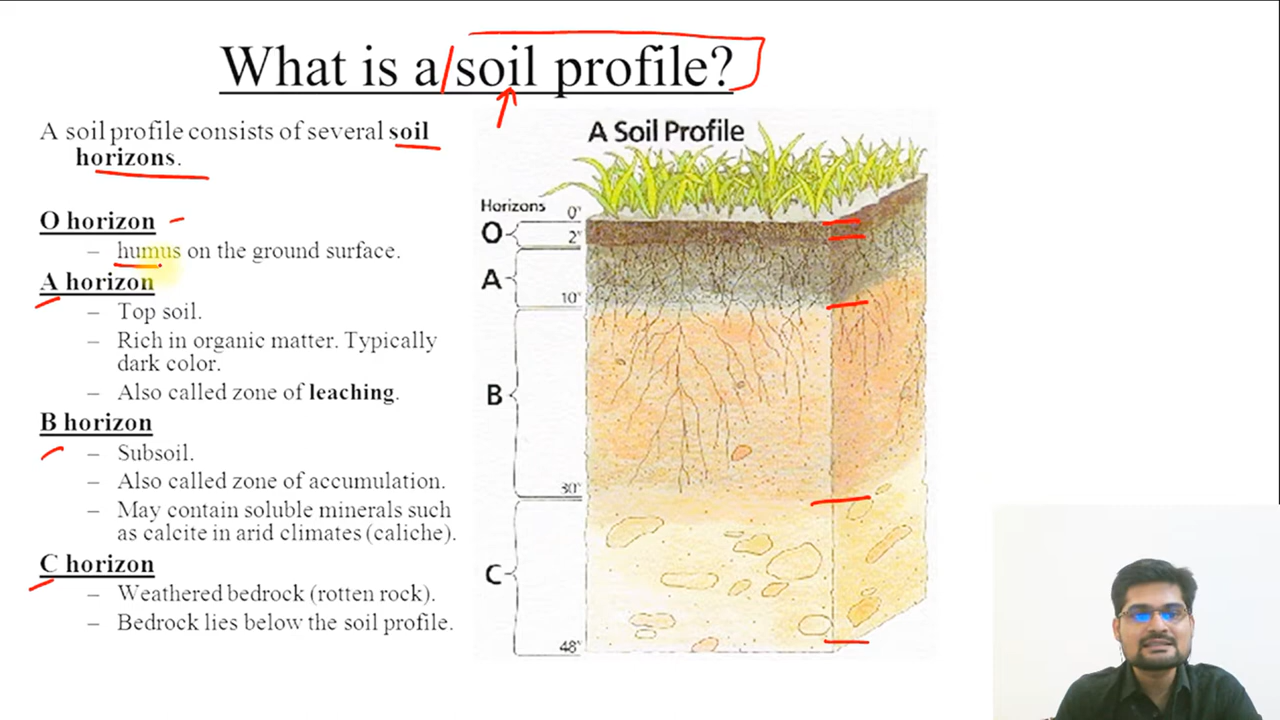 What is a soil profile?
A soil profile consists of several soil
horizons.
O horizon
– humus on the ground surface.
A horizon
– Top soil.
– Rich in organic matter. Typically
dark color.
– Also called zone of leaching.
B horizon
– Subsoil.
– Also called zone of accumulation.
– May contain soluble minerals such
as calcite in arid climates (caliche).
C horizon
– Weathered bedrock (rotten rock).
– Bedrock lies below the soil profile.
A Soil Profile
Horizons
0"
O
2"
A
10"
B
30"
C
48"